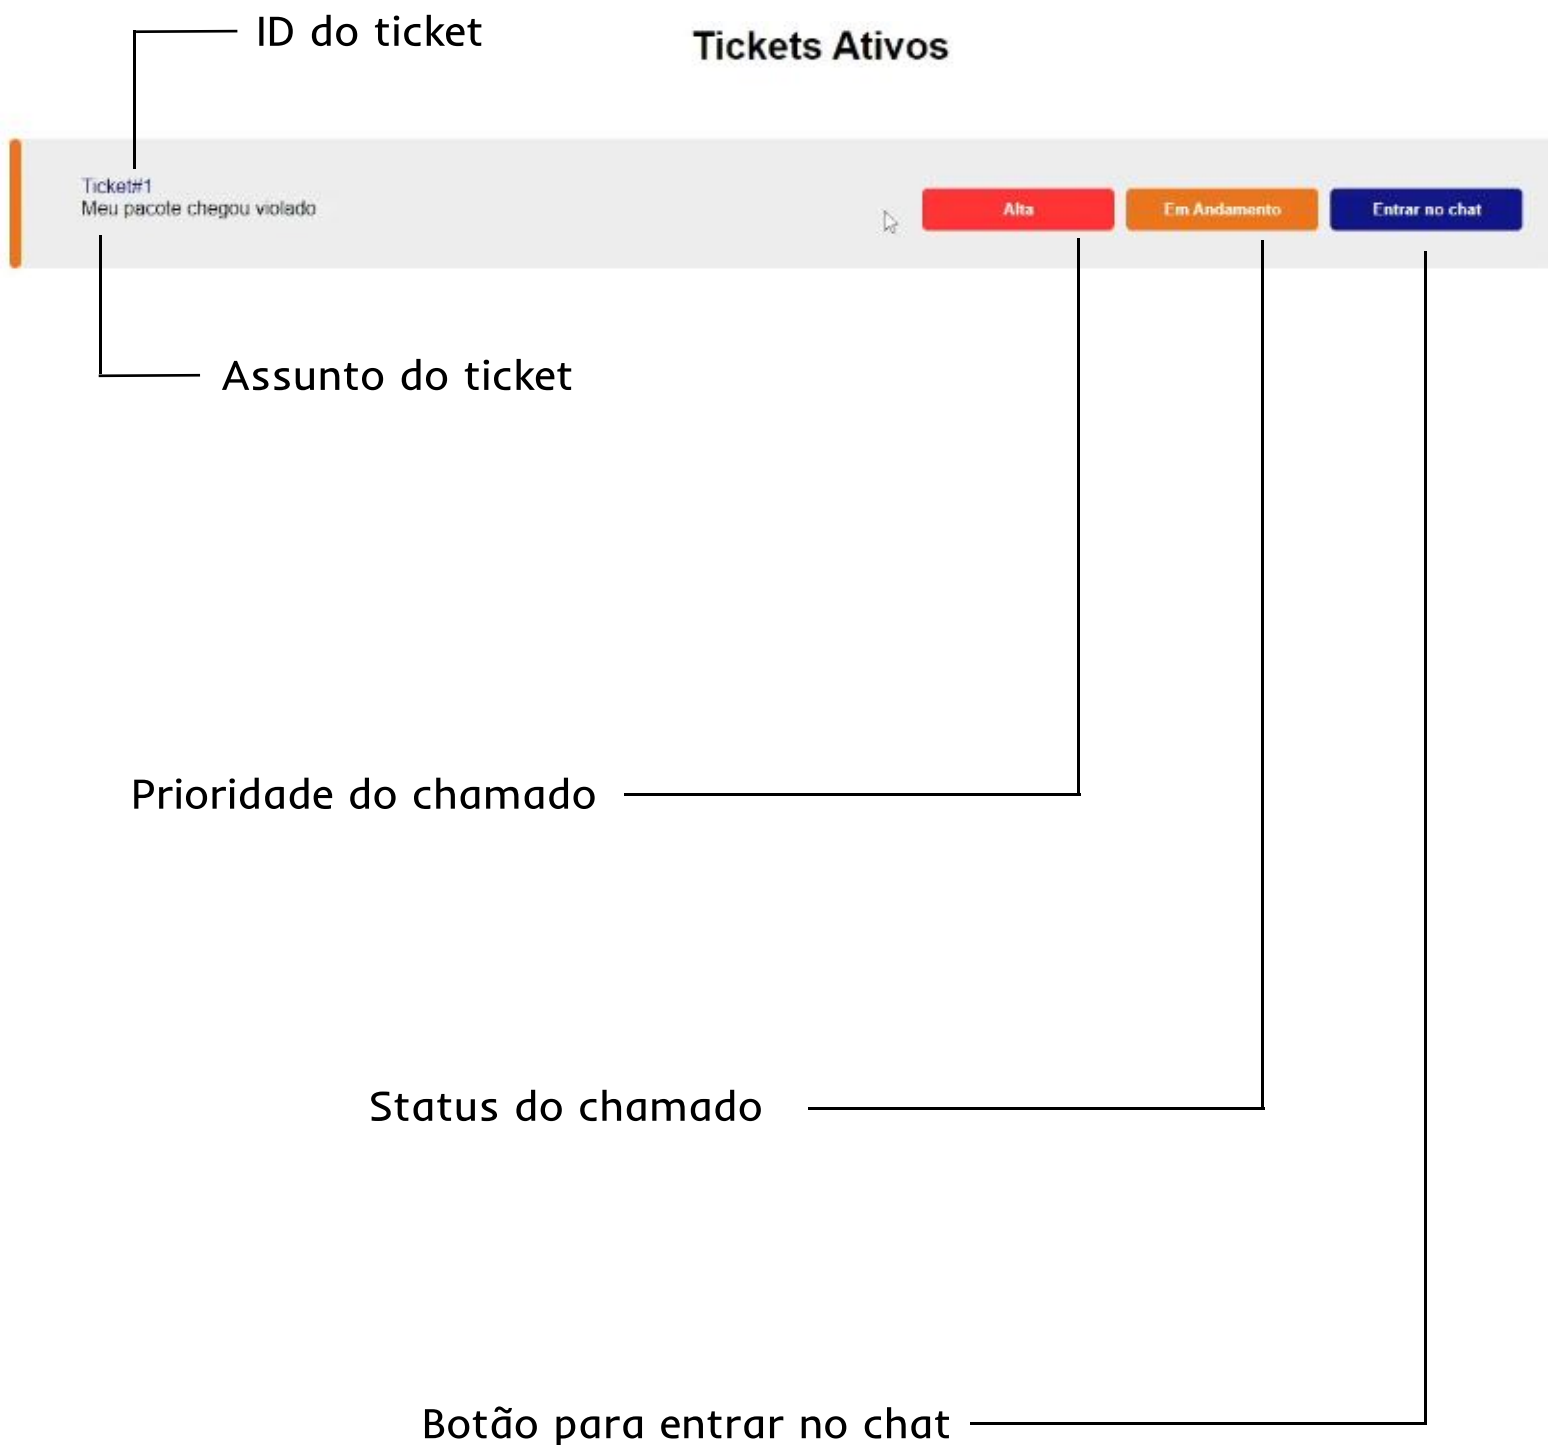 ID do ticket
Tickets Ativos
Ticket#1
Meu pacote chegou violado
Alta
Em Andamento
Entrar no chat
Assunto do ticket
Prioridade do chamado
Status do chamado
Botão para entrar no chat